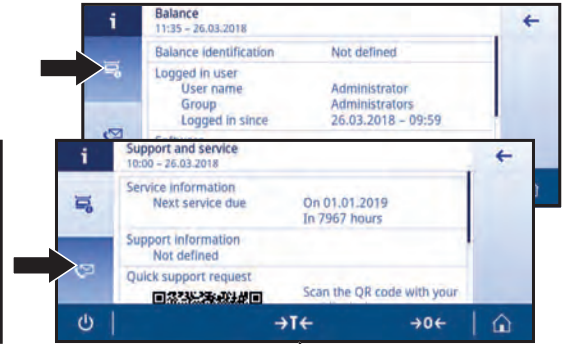 i Balance
11:35 – 26.03.2018
Balance identification Not defined
Logged in user
User name Administrator
Group Administrators
Logged in since 26.03.2018 – 09:59
i Support and service
10:00 – 26.03.2018
Service information
Next service due On 01.01.2019
In 7967 hours
Support information
Not defined
Quick support request
Scan the QR code with your
→T←
→0←